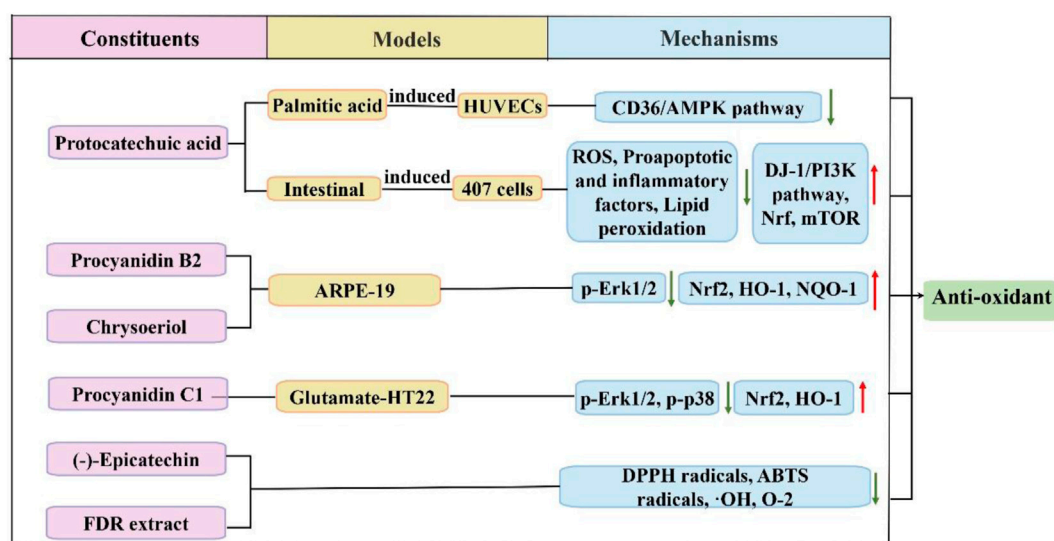 Constituents
Models
Mechanisms
Protocatechuic acid
Palmitic acid
induced
HUVECs
CD36/AMPK pathway
Intestinal
induced
407 cells
ROS, Proapoptotic
and inflammatory
factors, Lipid
peroxidation
DJ-1/PI3K
pathway,
Nrf, mTOR
Procyanidin B2
Chrysoeriol
ARPE-19
p-Erk1/2
Nrf2, HO-1, NQO-1
Anti-oxidant
Procyanidin C1
Glutamate-HT22
p-Erk1/2, p-p38
Nrf2, HO-1
(-)-Epicatechin
FDR extract
DPPH radicals, ABTS
radicals, ·OH, O-2